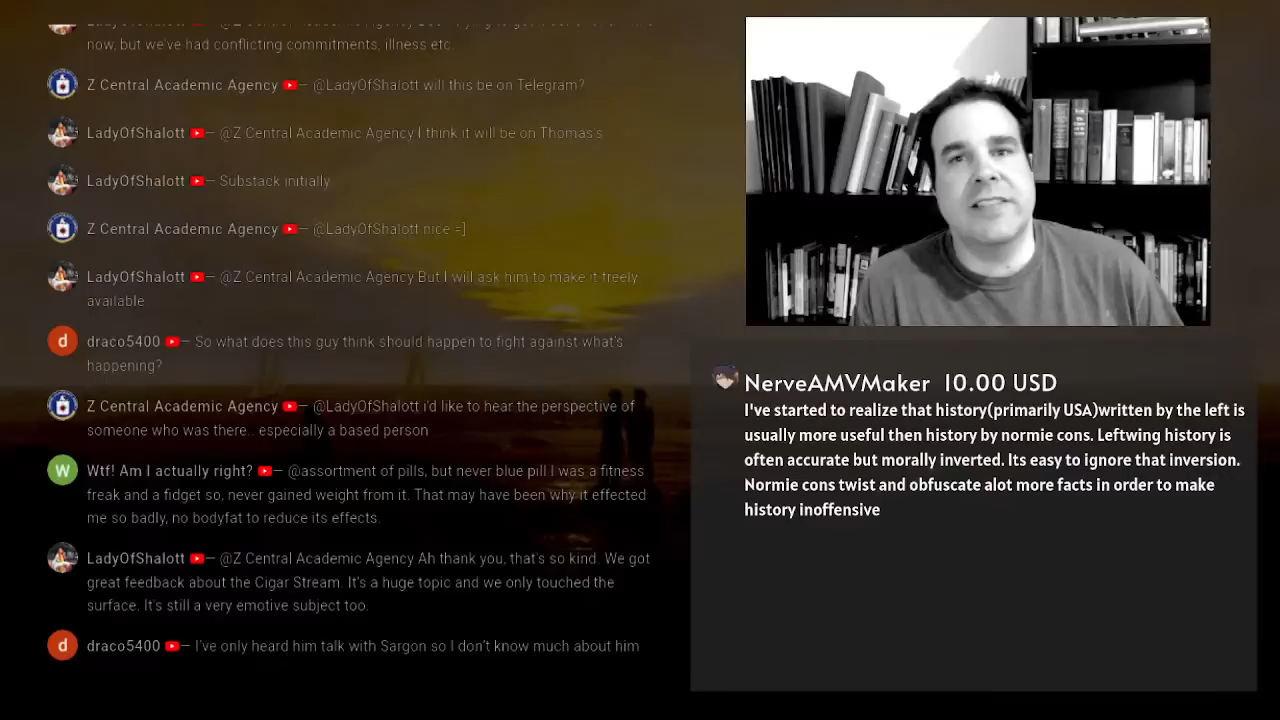 now, but we've had conflicting commitments, illness etc.
Z Central Academic Agency — @LadyOfShalott will this be on Telegram?
LadyOfShalott — @Z Central Academic Agency I think it will be on Thomas's
LadyOfShalott — Substack initially
Z Central Academic Agency — @LadyOfShalott nice =]
LadyOfShalott — @Z Central Academic Agency But I will ask him to make it freely
available
draco5400 — So what does this guy think should happen to fight against what's
happening?
Z Central Academic Agency — @LadyOfShalott i'd like to hear the perspective of
someone who was there.. especially a based person
W
Wtf! Am I actually right? — @assortment of pills, but never blue pill I was a fitness
freak and a fidget so, never gained weight from it. That may have been why it effected
me so badly, no bodyfat to reduce its effects.
LadyOfShalott — @Z Central Academic Agency Ah thank you, that's so kind. We got
great feedback about the Cigar Stream. It's a huge topic and we only touched the
surface. It's still a very emotive subject too.
d
draco5400 — I've only heard him talk with Sargon so I don't know much about him
NerveAMVMaker 10.00 USD
I've started to realize that history(primarily USA)written by the left is
usually more useful then history by normie cons. Leftwing history is
often accurate but morally inverted. Its easy to ignore that inversion.
Normie cons twist and obfuscate alot more facts in order to make
history inoffensive